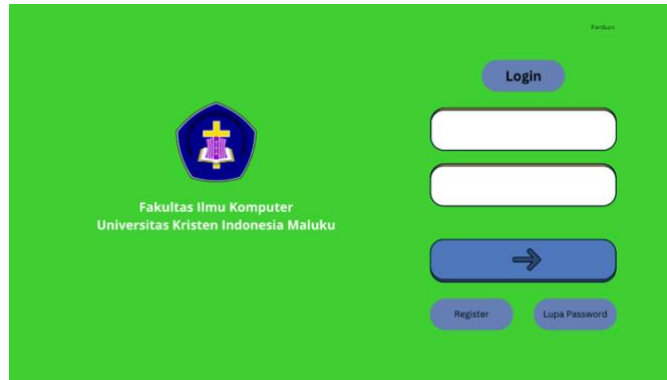 Panduan
Login
Fakultas Ilmu Komputer
Universitas Kristen Indonesia Maluku
Register
Lupa Password